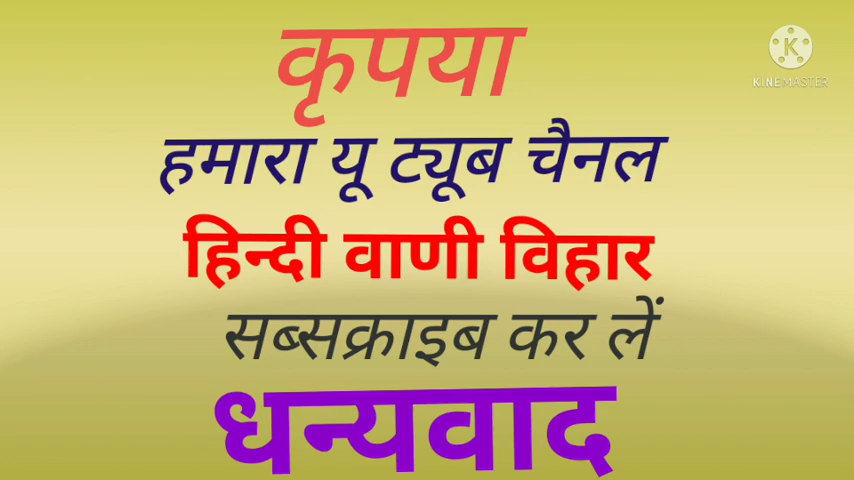 कृपया
KINEMASTER
हमारा यू ट्यूब चैनल
हिन्दी वाणी विहार
सब्सक्राइब कर लें
धन्यवाद